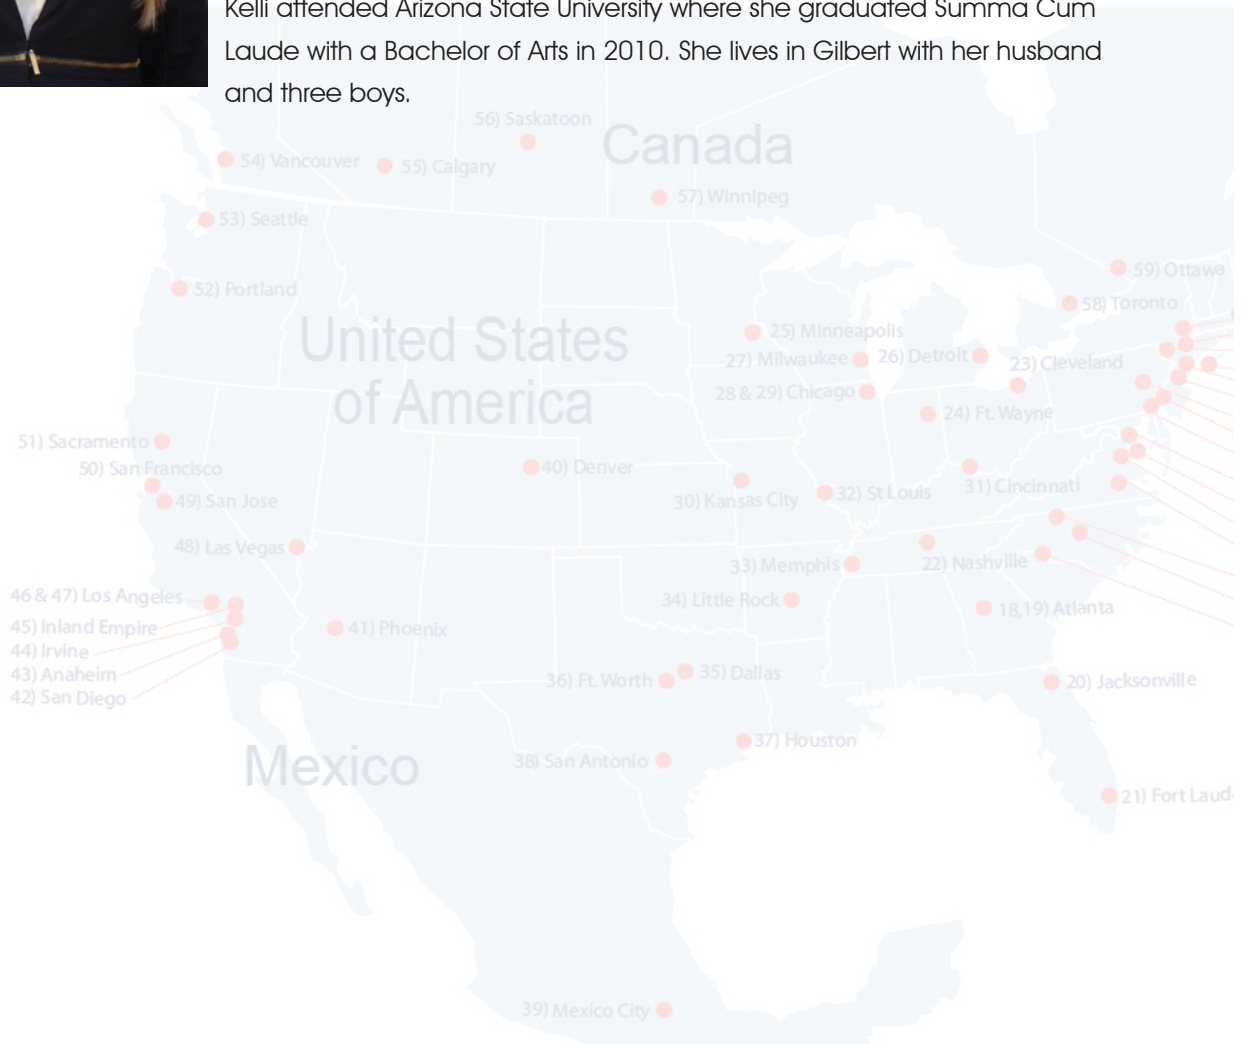 Kelli attended Arizona State University where she graduated Summa Cum
Laude with a Bachelor of Arts in 2010. She lives in Gilbert with her husband
and three boys.
56) Saskatoon
Canada
54) Vancouver
55) Calgary
57) Winnipeg
53) Seattle
59) Ottawa
52) Portland
58) Toronto
United States
of America
25) Minneapolis
27) Milwaukee
26) Detroit
23) Cleveland
28 & 29) Chicago
24) Ft. Wayne
51) Sacramento
50) San Francisco
40) Denver
49) San Jose
30) Kansas City
32) St Louis
31) Cincinnati
48) Las Vegas
33) Memphis
22) Nashville
46 & 47) Los Angeles
34) Little Rock
18,19) Atlanta
45) Inland Empire
41) Phoenix
44) Irvine
43) Anaheim
36) Ft. Worth
35) Dallas
20) Jacksonville
42) San Diego
37) Houston
Mexico
38) San Antonio
21) Fort Laud
39) Mexico City